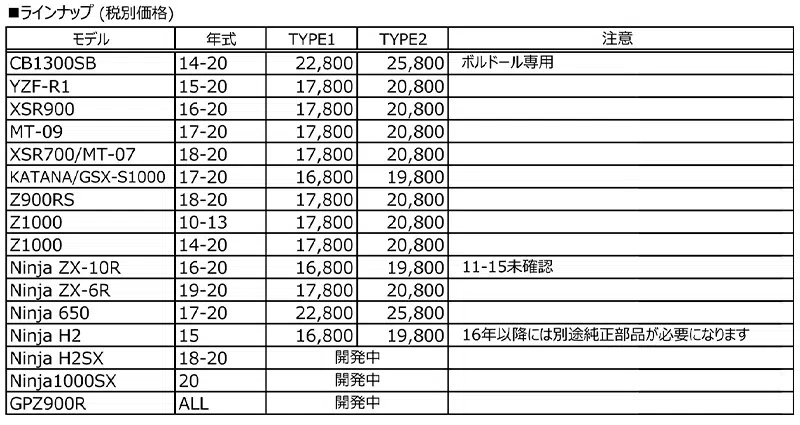 ■ラインナップ (税別価格)
モデル 年式 TYPE1 TYPE2 注意
CB1300SB 14-20 22,800 25,800 ボルドール専用
YZF-R1 15-20 17,800 20,800
XSR900 16-20 17,800 20,800
MT-09 17-20 17,800 20,800
XSR700/MT-07 18-20 17,800 20,800
KATANA/GSX-S1000 17-20 16,800 19,800
Z900RS 18-20 17,800 20,800
Z1000 10-13 17,800 20,800
Z1000 14-20 17,800 20,800
Ninja ZX-10R 16-20 16,800 19,800 11-15未確認
Ninja ZX-6R 19-20 17,800 20,800
Ninja 650 17-20 22,800 25,800
Ninja H2 15 16,800 19,800 16年以降には別途純正部品が必要になります
Ninja H2SX 18-20 開発中
Ninja1000SX 20 開発中
GPZ900R ALL 開発中